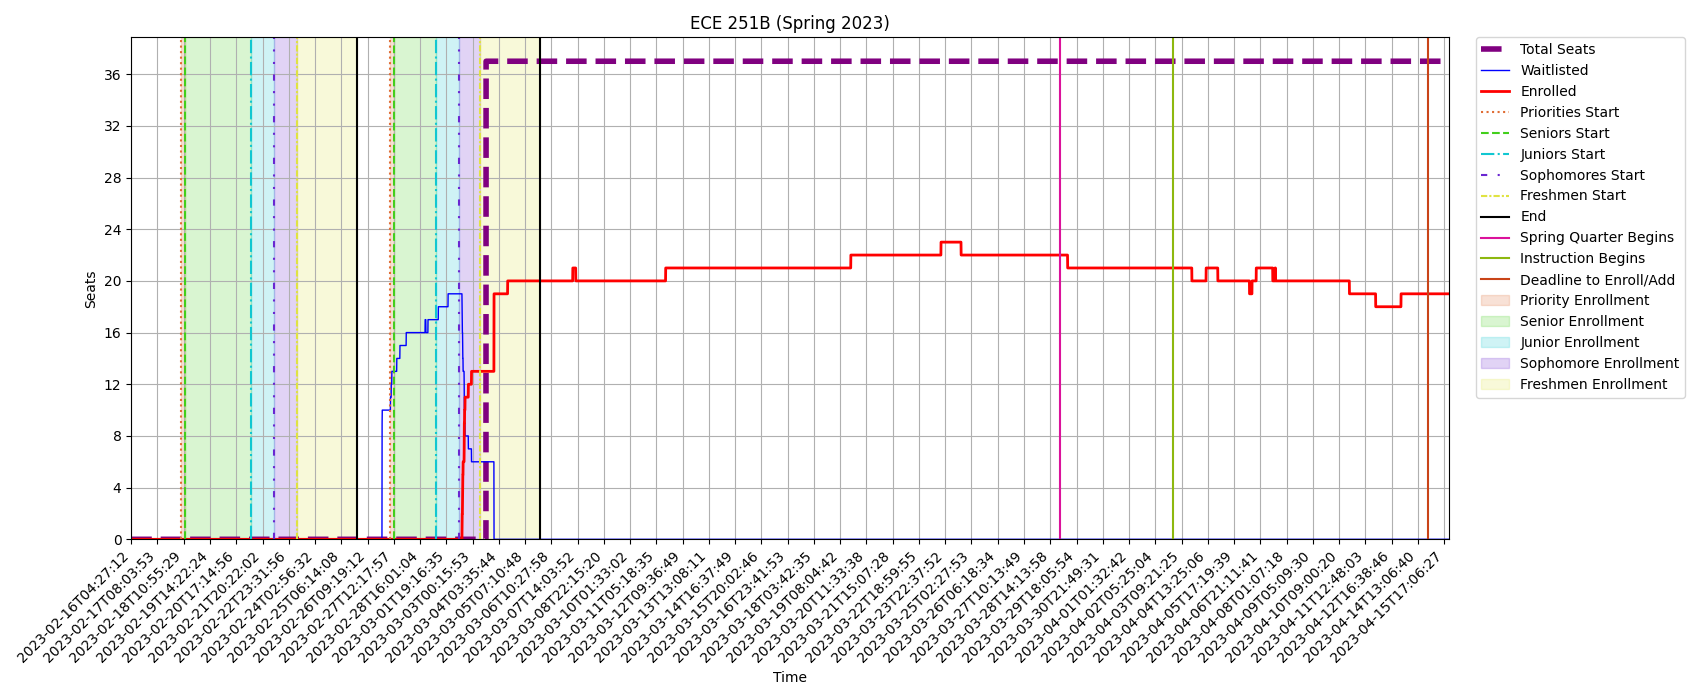 ECE 251B (Spring 2023)
Seats
36
32
28
24
20
16
12
8
4
0
2023-02-16T04:27:12
2023-02-17T08:03:53
2023-02-18T10:55:29
2023-02-19T14:22:24
2023-02-20T17:14:56
2023-02-21T20:22:02
2023-02-22T23:31:56
2023-02-24T02:56:32
2023-02-25T06:14:08
2023-02-26T09:19:12
2023-02-27T12:17:57
2023-02-28T16:01:04
2023-03-01T19:16:35
2023-03-03T00:15:53
2023-03-04T03:35:44
2023-03-05T07:10:48
2023-03-06T10:27:58
2023-03-07T14:03:52
2023-03-08T22:15:20
2023-03-10T01:33:02
2023-03-11T05:18:35
2023-03-12T09:36:49
2023-03-13T13:08:11
2023-03-14T16:37:49
2023-03-15T20:02:46
2023-03-16T23:41:53
2023-03-18T03:42:35
2023-03-19T08:04:42
2023-03-20T11:33:38
2023-03-21T15:07:28
2023-03-22T18:59:55
2023-03-23T22:37:52
2023-03-25T02:27:53
2023-03-26T06:18:34
2023-03-27T10:13:49
2023-03-28T14:13:58
2023-03-29T18:05:54
2023-03-30T21:49:31
2023-04-01T01:32:42
2023-04-02T05:25:04
2023-04-03T09:21:25
2023-04-04T13:25:06
2023-04-05T17:19:39
2023-04-06T21:11:41
2023-04-08T01:07:18
2023-04-09T05:09:30
2023-04-10T09:00:20
2023-04-11T12:48:03
2023-04-12T16:38:46
2023-04-14T13:06:40
2023-04-15T17:06:27
Time
Total Seats
Waitlisted
Enrolled
Priorities Start
Seniors Start
Juniors Start
Sophomores Start
Freshmen Start
End
Spring Quarter Begins
Instruction Begins
Deadline to Enroll/Add
Priority Enrollment
Senior Enrollment
Junior Enrollment
Sophomore Enrollment
Freshmen Enrollment